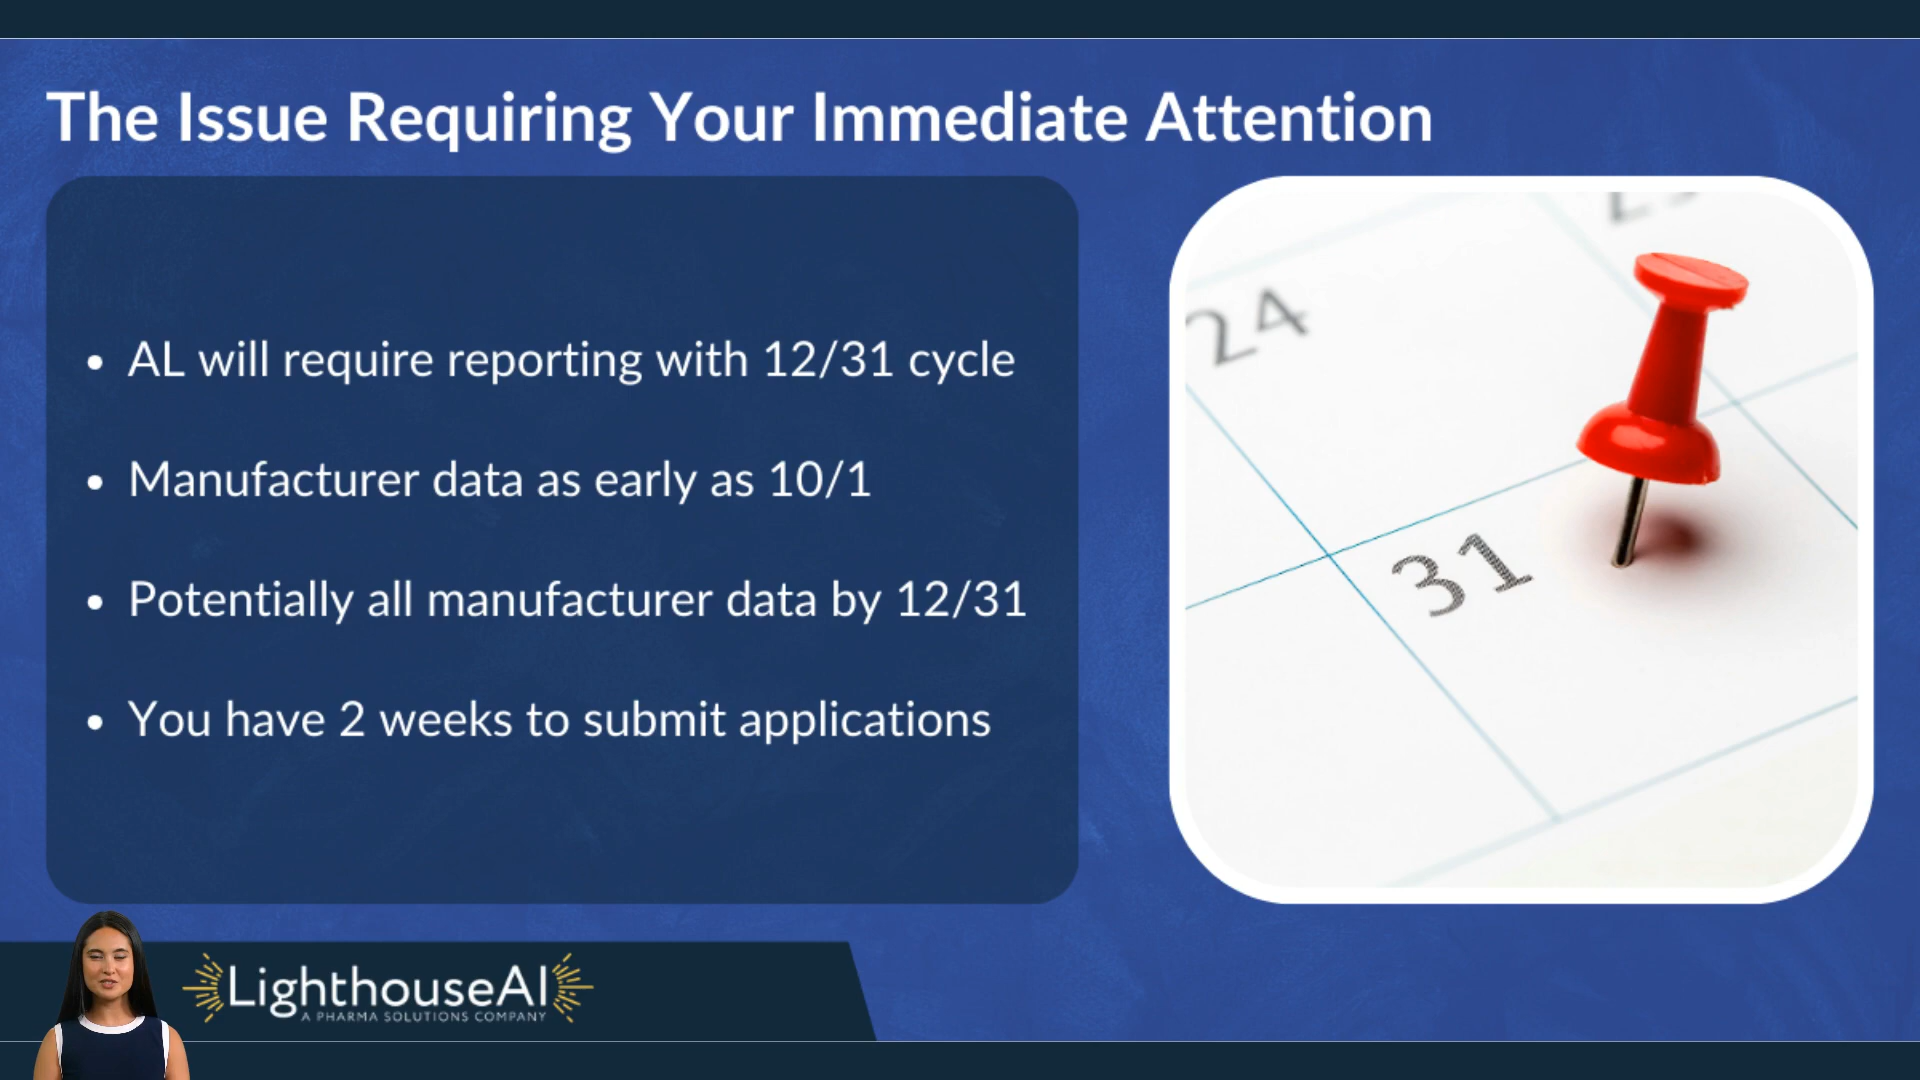 The Issue Requiring Your Immediate Attention
• AL will require reporting with 12/31 cycle
• Manufacturer data as early as 10/1
• Potentially all manufacturer data by 12/31
• You have 2 weeks to submit applications
24
31
LighthouseAI
A PHARMA SOLUTIONS COMPANY